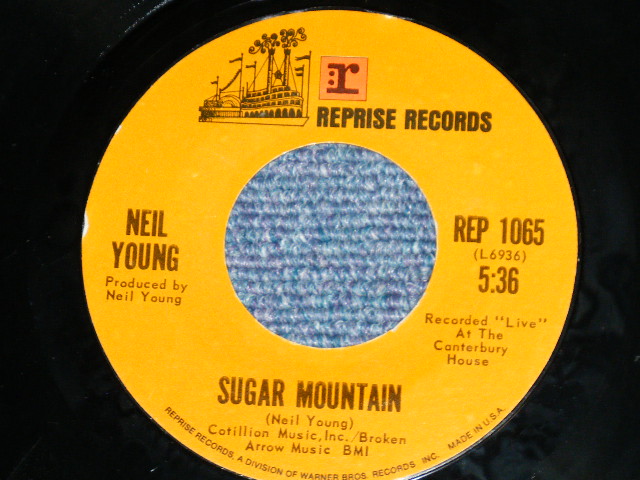 r
REPRISE RECORDS
NEIL
YOUNG
Produced by
Neil Young
REP 1065
(L6936)
5:36
Recorded "Live"
At The
Canterbury
House
SUGAR MOUNTAIN
(Neil Young)
Cotillion Music,Inc./Broken
Arrow Music BMI
REPRISE RECORDS, A DIVISION OF WARNER BROS. RECORDS INC. MADE IN U.S.A.